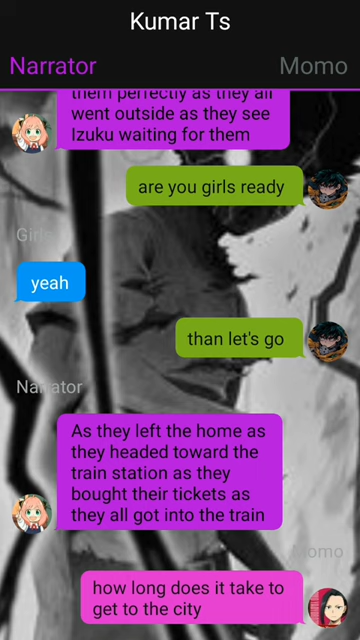 Kumar Ts
Narrator
Momo
them perfectly as they all
went outside as they see
Izuku waiting for them
are you girls ready
Girls
yeah
than let's go
Narrator
As they left the home as
they headed toward the
train station as they
bought their tickets as
they all got into the train
Momo
how long does it take to
get to the city